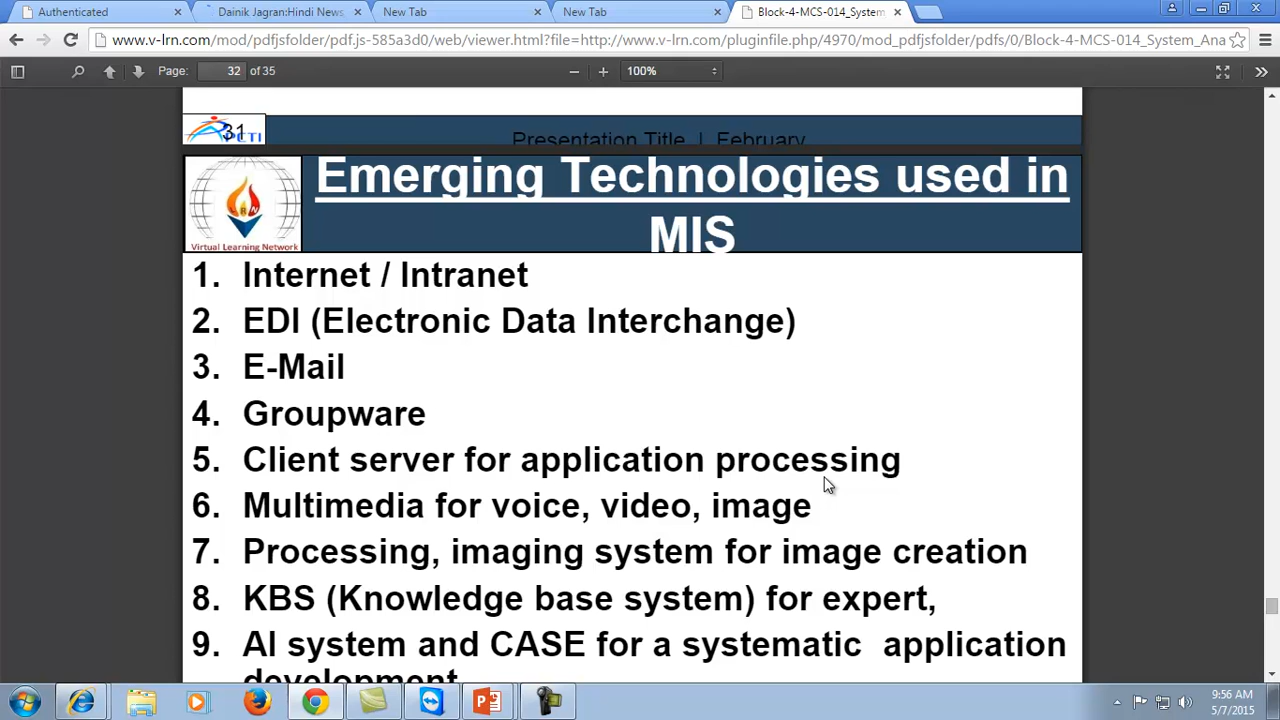 Authenticated
Dainik Jagran:Hindi News,
New Tab
New Tab
Block-4-MCS-014_System
www.v-lrn.com/mod/pdfjsfolder/pdf.js-585a3d0/web/viewer.html?file=http://www.v-lrn.com/pluginfile.php/4970/mod_pdfjsfolder/pdfs/0/Block-4-MCS-014_System_Ana
Page: 32 of 35
100%
31
PCTI
Presentation Title | February
Emerging Technologies used in
MIS
LRN
Virtual Learning Network
1. Internet / Intranet
2. EDI (Electronic Data Interchange)
3. E-Mail
4. Groupware
5. Client server for application processing
6. Multimedia for voice, video, image
7. Processing, imaging system for image creation
8. KBS (Knowledge base system) for expert,
9. AI system and CASE for a systematic application
development
9:56 AM
5/7/2015